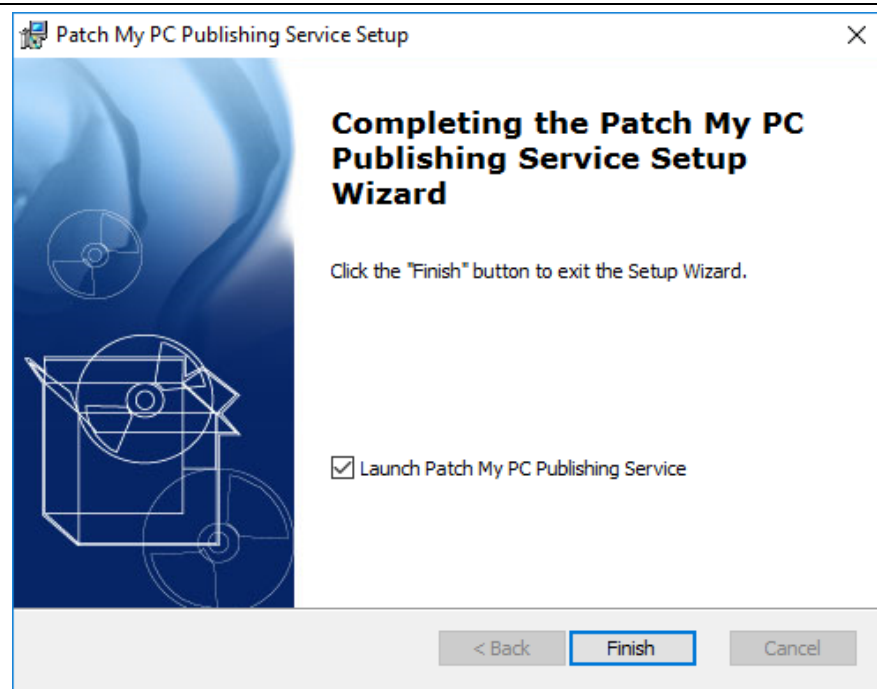 Patch My PC Publishing Service Setup
Completing the Patch My PC
Publishing Service Setup
Wizard
Click the "Finish" button to exit the Setup Wizard.
Launch Patch My PC Publishing Service
< Back Finish Cancel